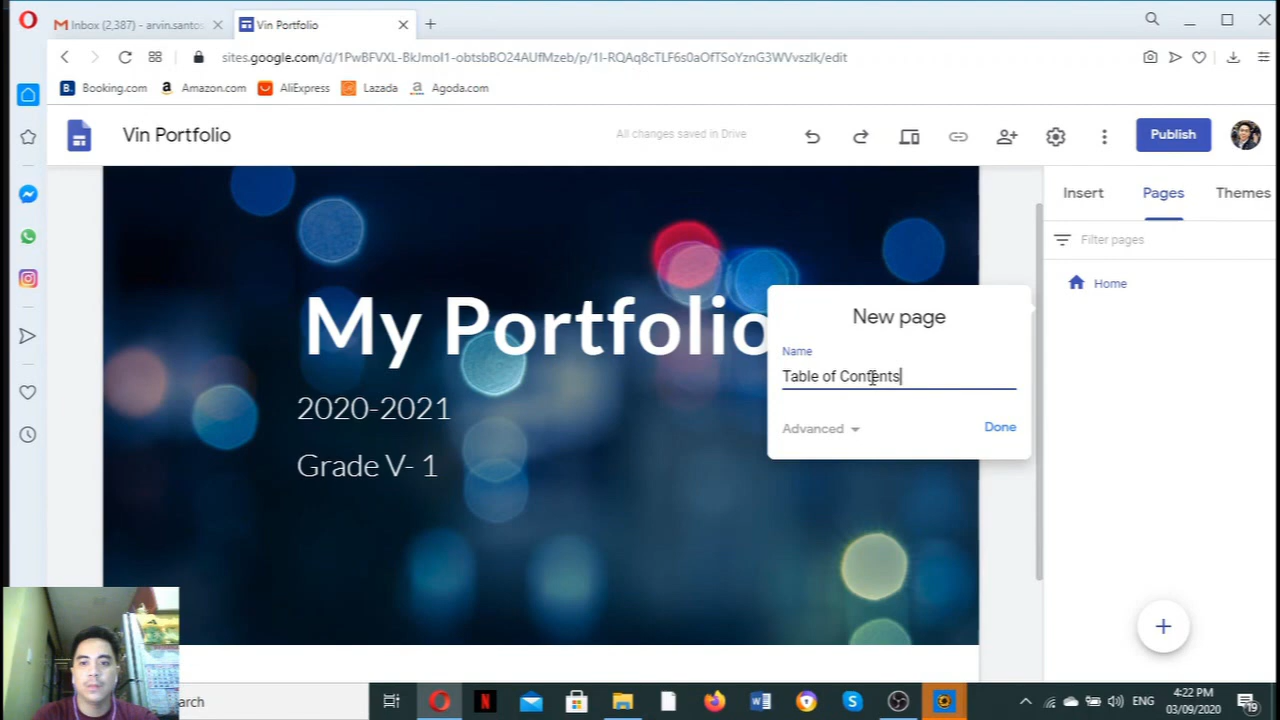 Inbox (2,387) - arvin.santos
Vin Portfolio
sites.google.com/d/1PwBFVXL-BkJmol1-obtsbBO24AUfMzeb/p/1l-RQAq8cTLF6s0aOfTSoYznG3WVvszlk/edit
Booking.com
Amazon.com
AliExpress
Lazada
Agoda.com
Vin Portfolio
All changes saved in Drive
Publish
Insert
Pages
Themes
Filter pages
Home
My Portfolio
2020-2021
Grade V- 1
New page
Name
Table of Contents
Advanced
Done
arch
ENG
4:22 PM
03/09/2020
19